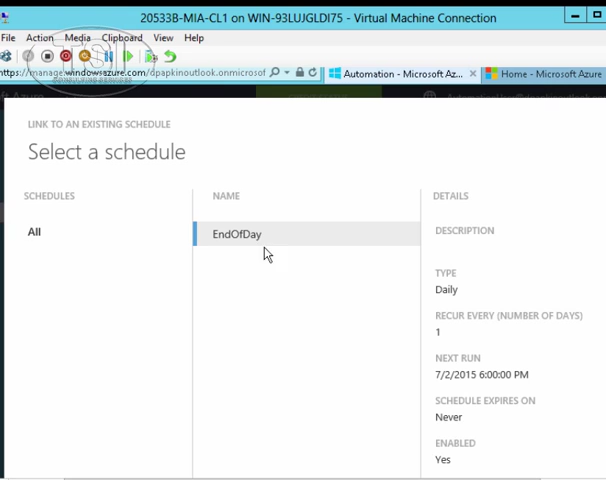 20533B-MIA-CL1 on WIN-93LUJGLDI75 - Virtual Machine Connection
File Action Media Clipboard View Help
https://manage.windowsazure.com/dpapkinoutlook.onmicrosof
Automation - Microsoft Az...
Home - Microsoft Azure
LINK TO AN EXISTING SCHEDULE
Select a schedule
SCHEDULES
NAME
DETAILS
All
EndOfDay
DESCRIPTION
TYPE
Daily
RECUR EVERY (NUMBER OF DAYS)
1
NEXT RUN
7/2/2015 6:00:00 PM
SCHEDULE EXPIRES ON
Never
ENABLED
Yes